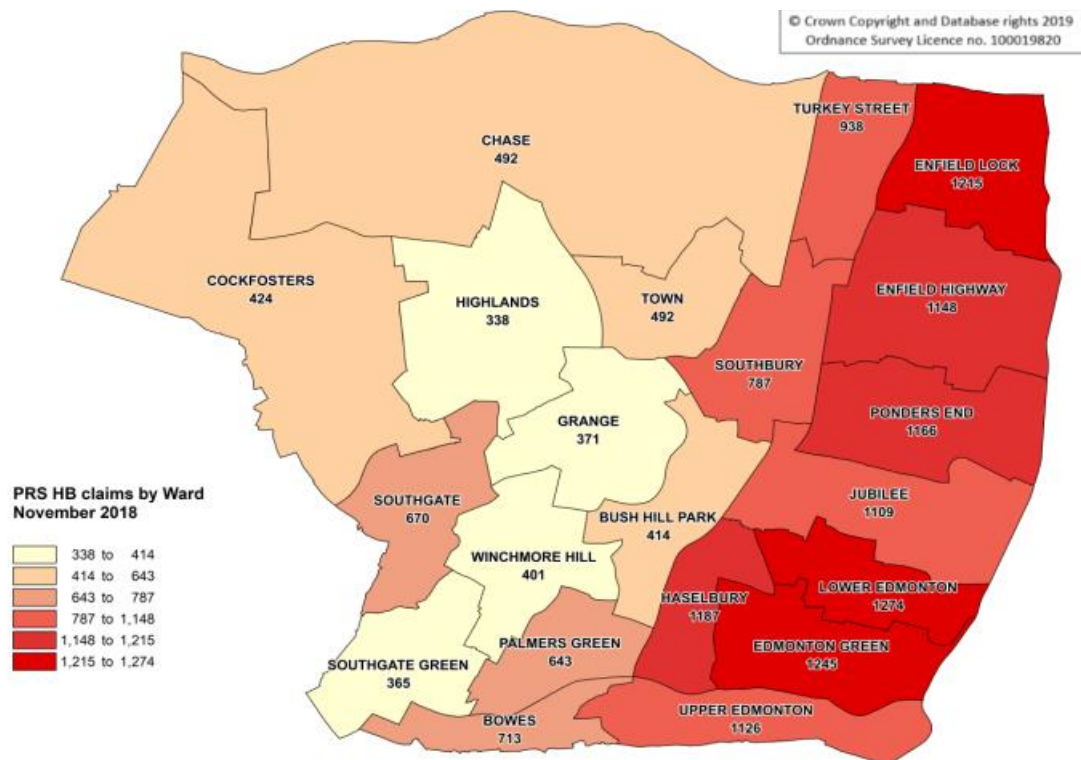 © Crown Copyright and Database rights 2019
Ordnance Survey Licence no. 100019820
TURKEY STREET
938
CHASE
492
ENFIELD LOCK
1215
COCKFOSTERS
424
HIGHLANDS
338
TOWN
492
ENFIELD HIGHWAY
1148
SOUTHBURY
787
GRANGE
371
PONDERS END
1166
SOUTHGATE
670
BUSH HILL PARK
414
JUBILEE
1109
WINCHMORE HILL
401
HASELBURY
1187
LOWER EDMONTON
1274
PALMERS GREEN
643
EDMONTON GREEN
1245
SOUTHGATE GREEN
365
BOWES
713
UPPER EDMONTON
1126
PRS HB claims by Ward
November 2018
338 to 414
414 to 643
643 to 787
787 to 1,148
1,148 to 1,215
1,215 to 1,274